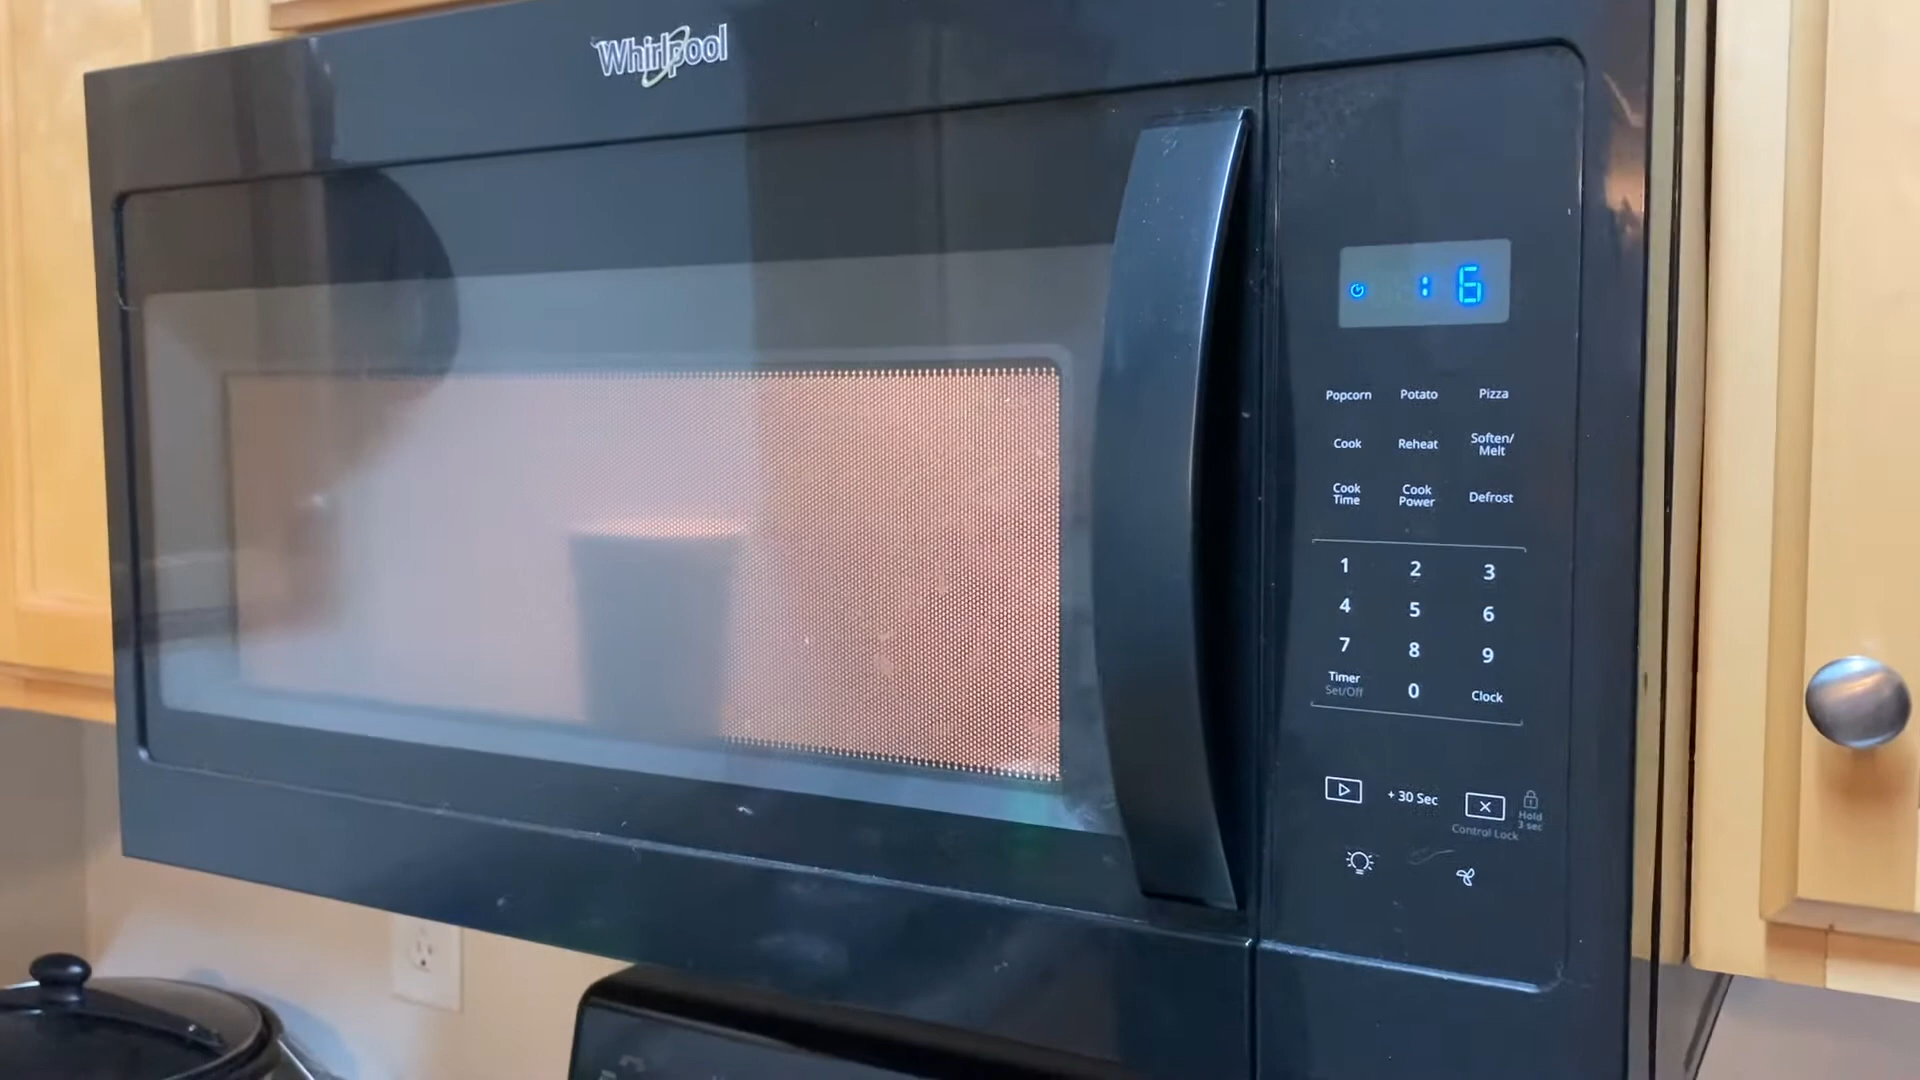 Whirlpool
: 6
Popcorn Potato Pizza
Cook Reheat Soften/
Melt
Cook
Time
Cook
Power
Defrost
1 2 3
4 5 6
7 8 9
Timer
Set/Off
0 Clock
+ 30 Sec
Hold
3 sec
Control Lock